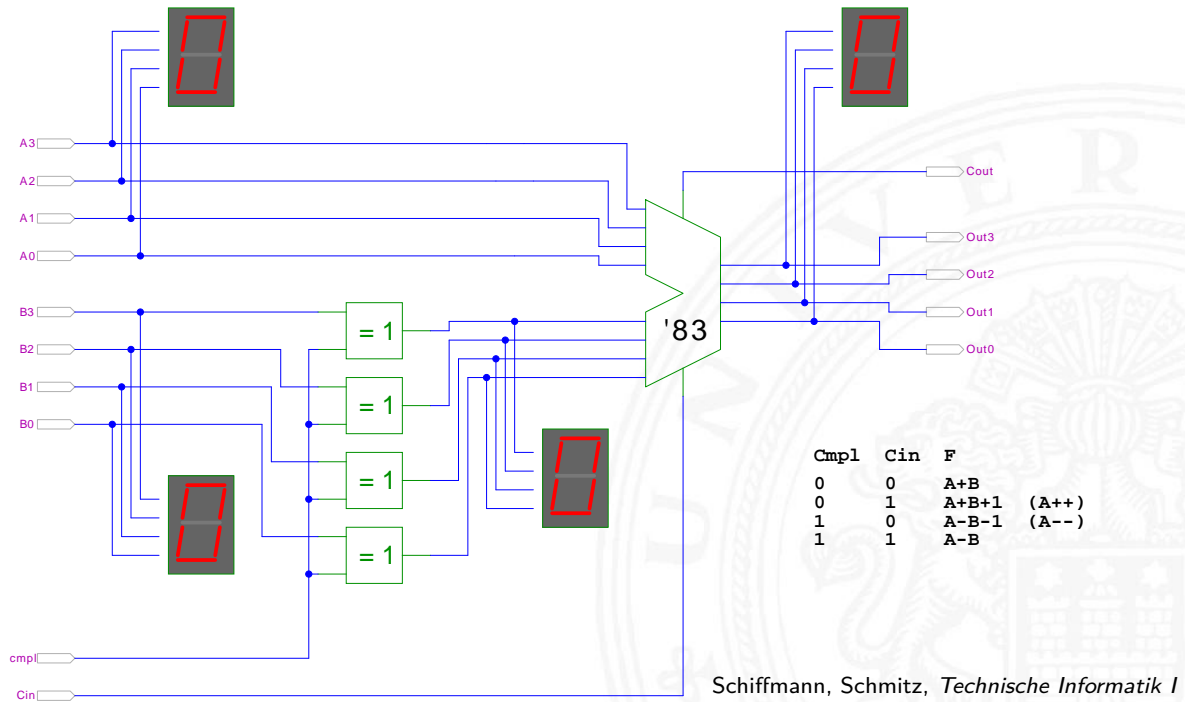 A3
A2
A1
A0
B3
B2
B1
B0
cmpl
Cin
= 1
= 1
= 1
= 1
'83
Cout
Out3
Out2
Out1
Out0
Cmpl Cin F
0 0 A+B
0 1 A+B+1 (A++)
1 0 A-B-1 (A--)
1 1 A-B
Schiffmann, Schmitz, Technische Informatik I